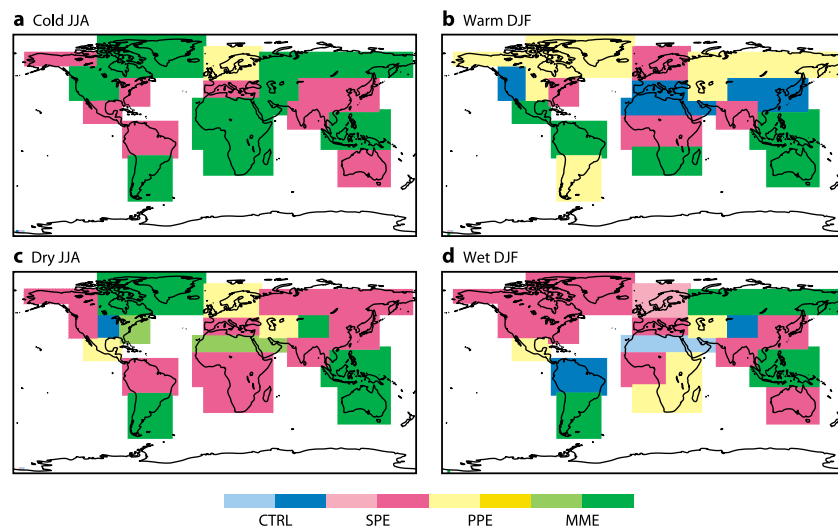 a Cold JJA
b Warm DJF
c Dry JJA
d Wet DJF
CTRL SPE PPE MME